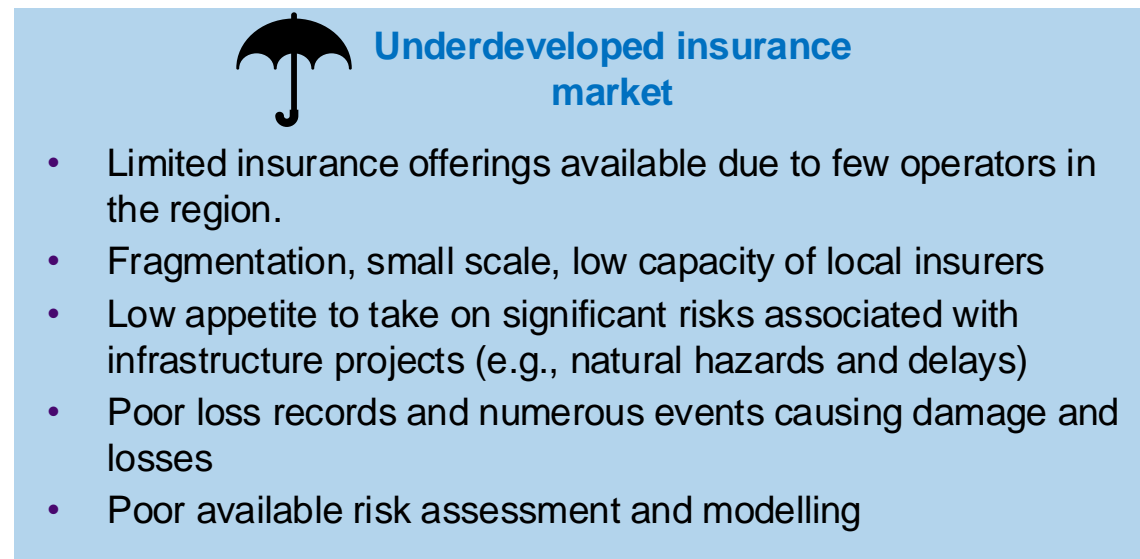 Underdeveloped insurance
market
• Limited insurance offerings available due to few operators in
the region.
• Fragmentation, small scale, low capacity of local insurers
• Low appetite to take on significant risks associated with
infrastructure projects (e.g., natural hazards and delays)
• Poor loss records and numerous events causing damage and
losses
• Poor available risk assessment and modelling